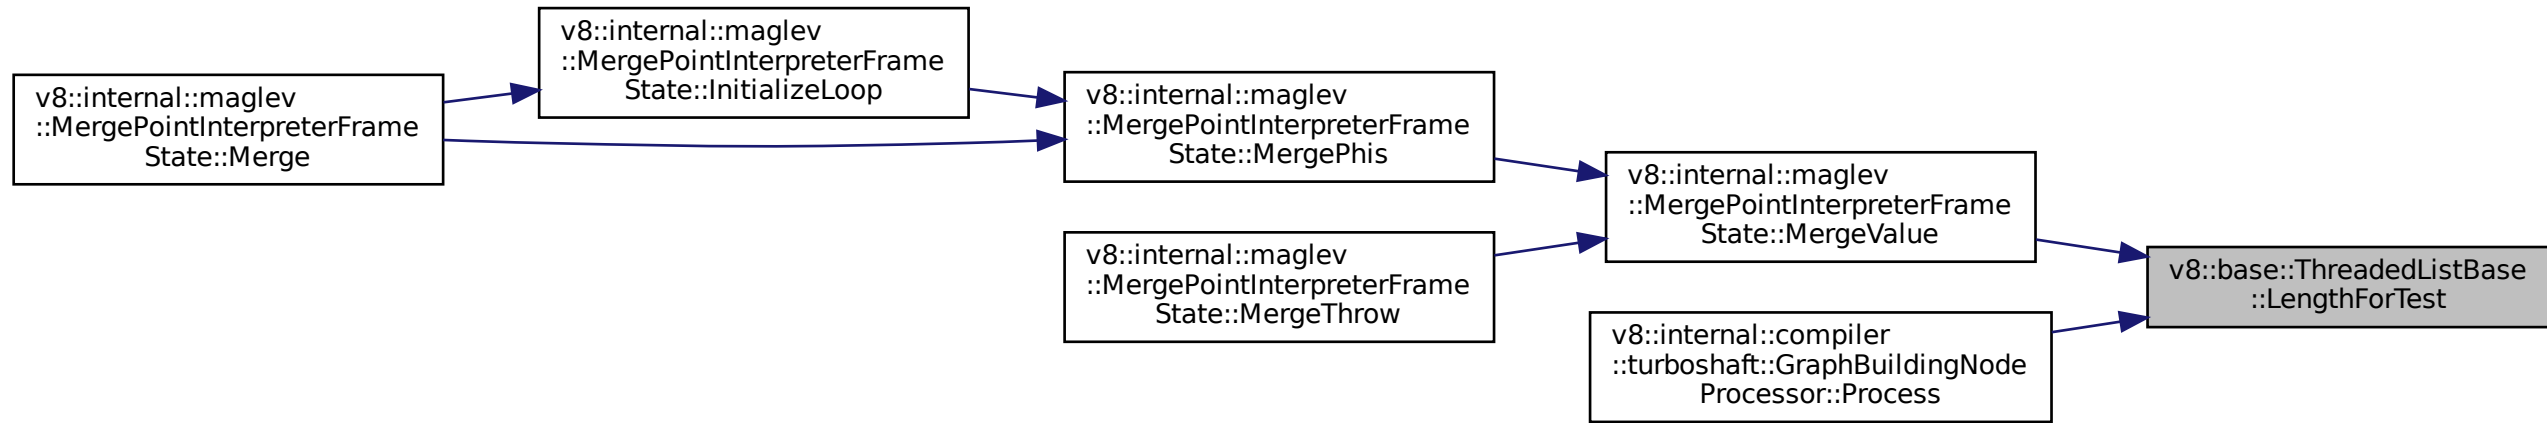 v8::internal::maglev
::MergePointInterpreterFrame
State::Merge
v8::internal::maglev
::MergePointInterpreterFrame
State::InitializeLoop
v8::internal::maglev
::MergePointInterpreterFrame
State::MergePhis
v8::internal::maglev
::MergePointInterpreterFrame
State::MergeThrow
v8::internal::maglev
::MergePointInterpreterFrame
State::MergeValue
v8::internal::compiler
::turboshaft::GraphBuildingNode
Processor::Process
v8::base::ThreadedListBase
::LengthForTest